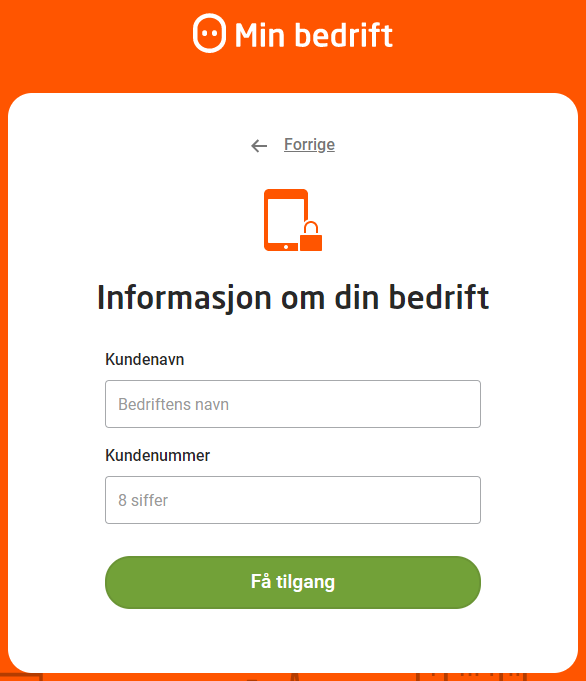 Min bedrift
Forrige
Informasjon om din bedrift
Kundenavn
Bedriftens navn
Kundenummer
8 siffer
Få tilgang